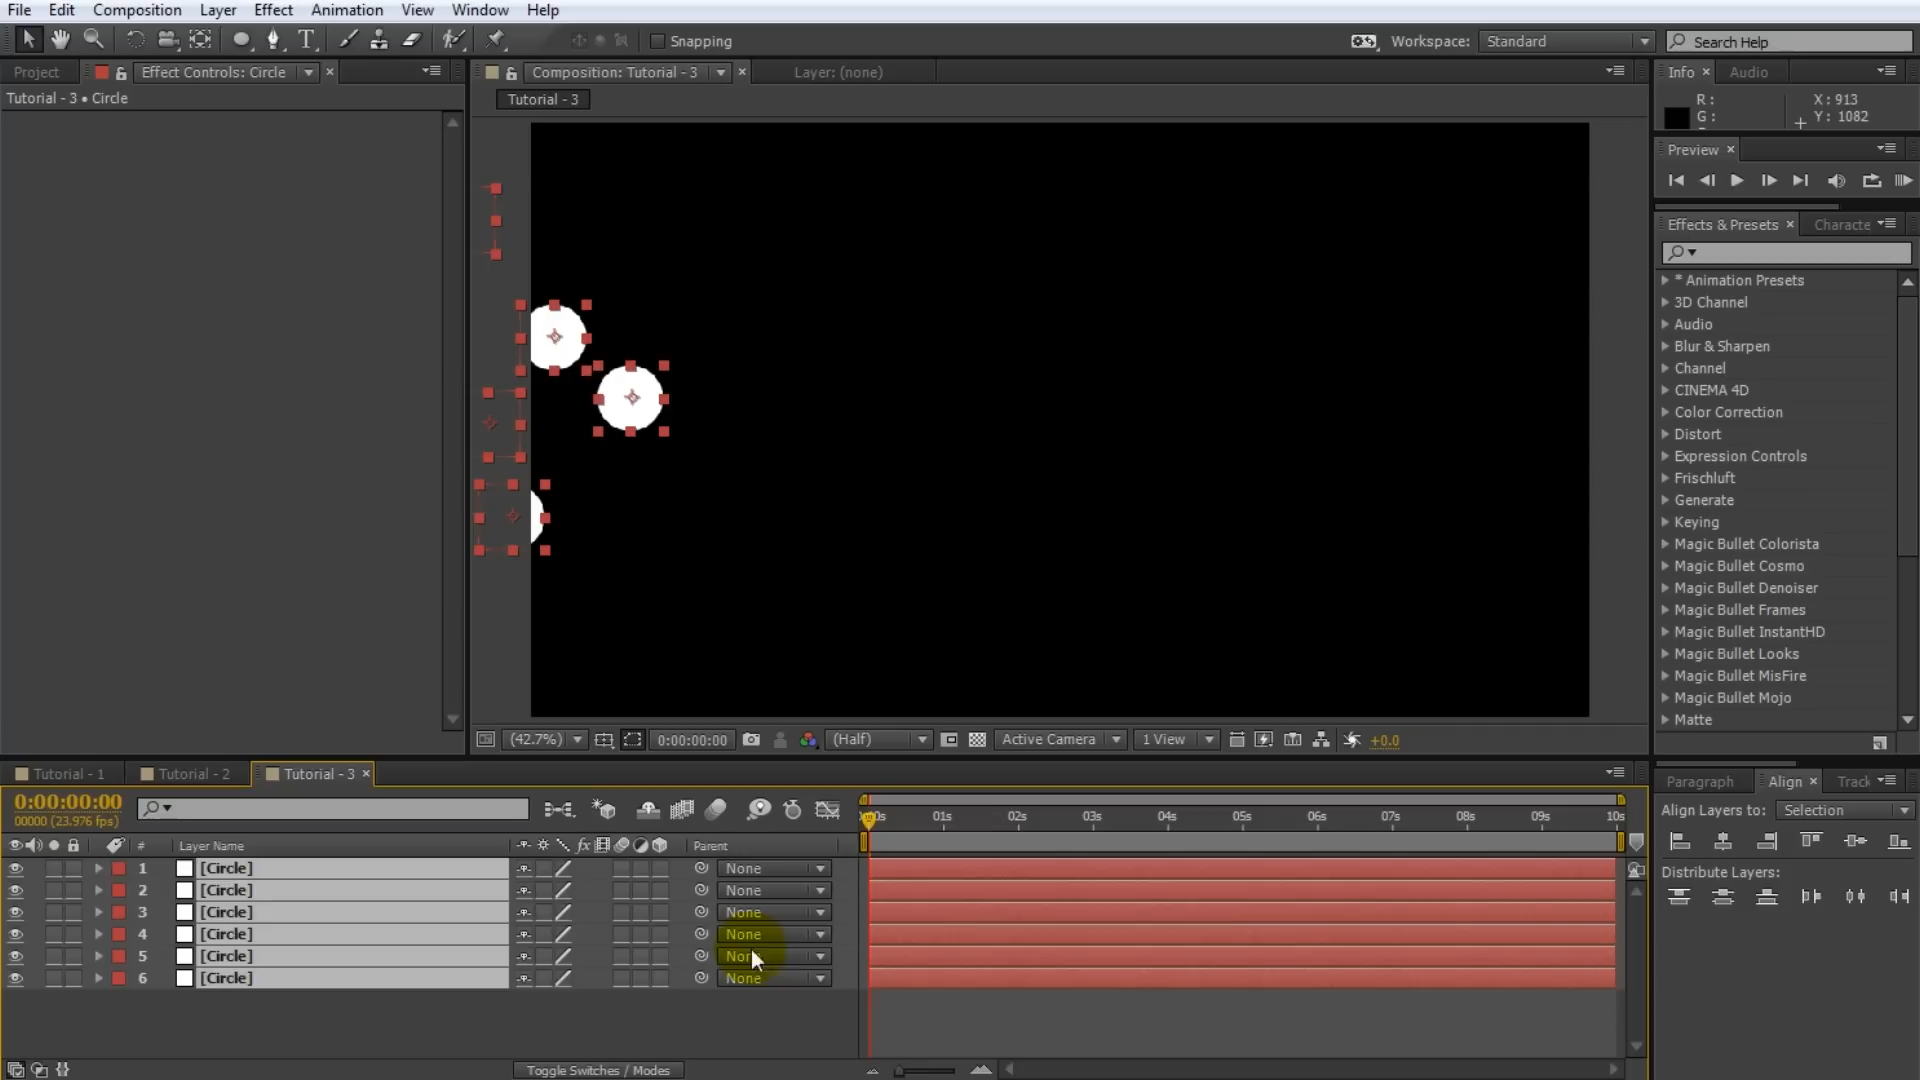 File Edit Composition Layer Effect Animation View Window Help
Snapping Workspace: Standard Search Help
Project Effect Controls: Circle Composition: Tutorial - 3 Layer: (none) Info Audio
Tutorial - 3 • Circle
Tutorial - 3
R : X : 913
G : Y : 1082
Preview
Effects & Presets Characte
* Animation Presets
3D Channel
Audio
Blur & Sharpen
Channel
CINEMA 4D
Color Correction
Distort
Expression Controls
Frischluft
Generate
Keying
Magic Bullet Colorista
Magic Bullet Cosmo
Magic Bullet Denoiser
Magic Bullet Frames
Magic Bullet InstantHD
Magic Bullet Looks
Magic Bullet MisFire
Magic Bullet Mojo
Matte
(42.7%) 0:00:00:00 (Half) Active Camera 1 View +0.0
Tutorial - 1 Tutorial - 2 Tutorial - 3
Paragraph Align Track
0:00:00:00
00000 (23.976 fps)
Align Layers to: Selection
01s 02s 03s 04s 05s 06s 07s 08s 09s 10s
# Layer Name Parent
Distribute Layers:
1 [Circle] None
2 [Circle] None
3 [Circle] None
4 [Circle] None
5 [Circle]
6 [Circle] None
Toggle Switches / Modes